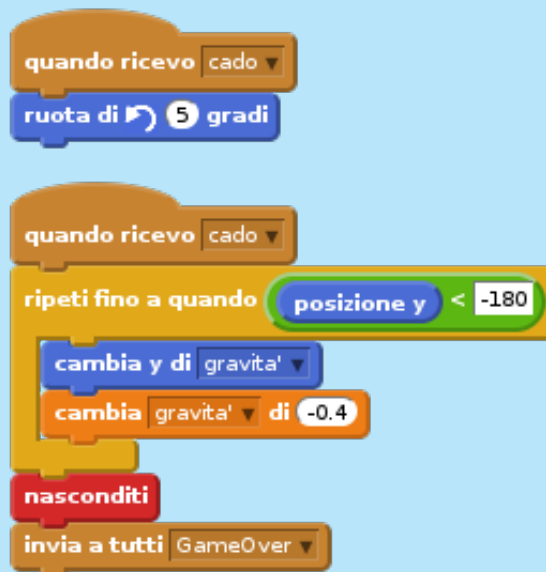 quando ricevo cado
ruota di 5 gradi
quando ricevo cado
ripeti fino a quando posizione y < -180
cambia y di gravita'
cambia gravita' di -0.4
nasconditi
invia a tutti GameOver